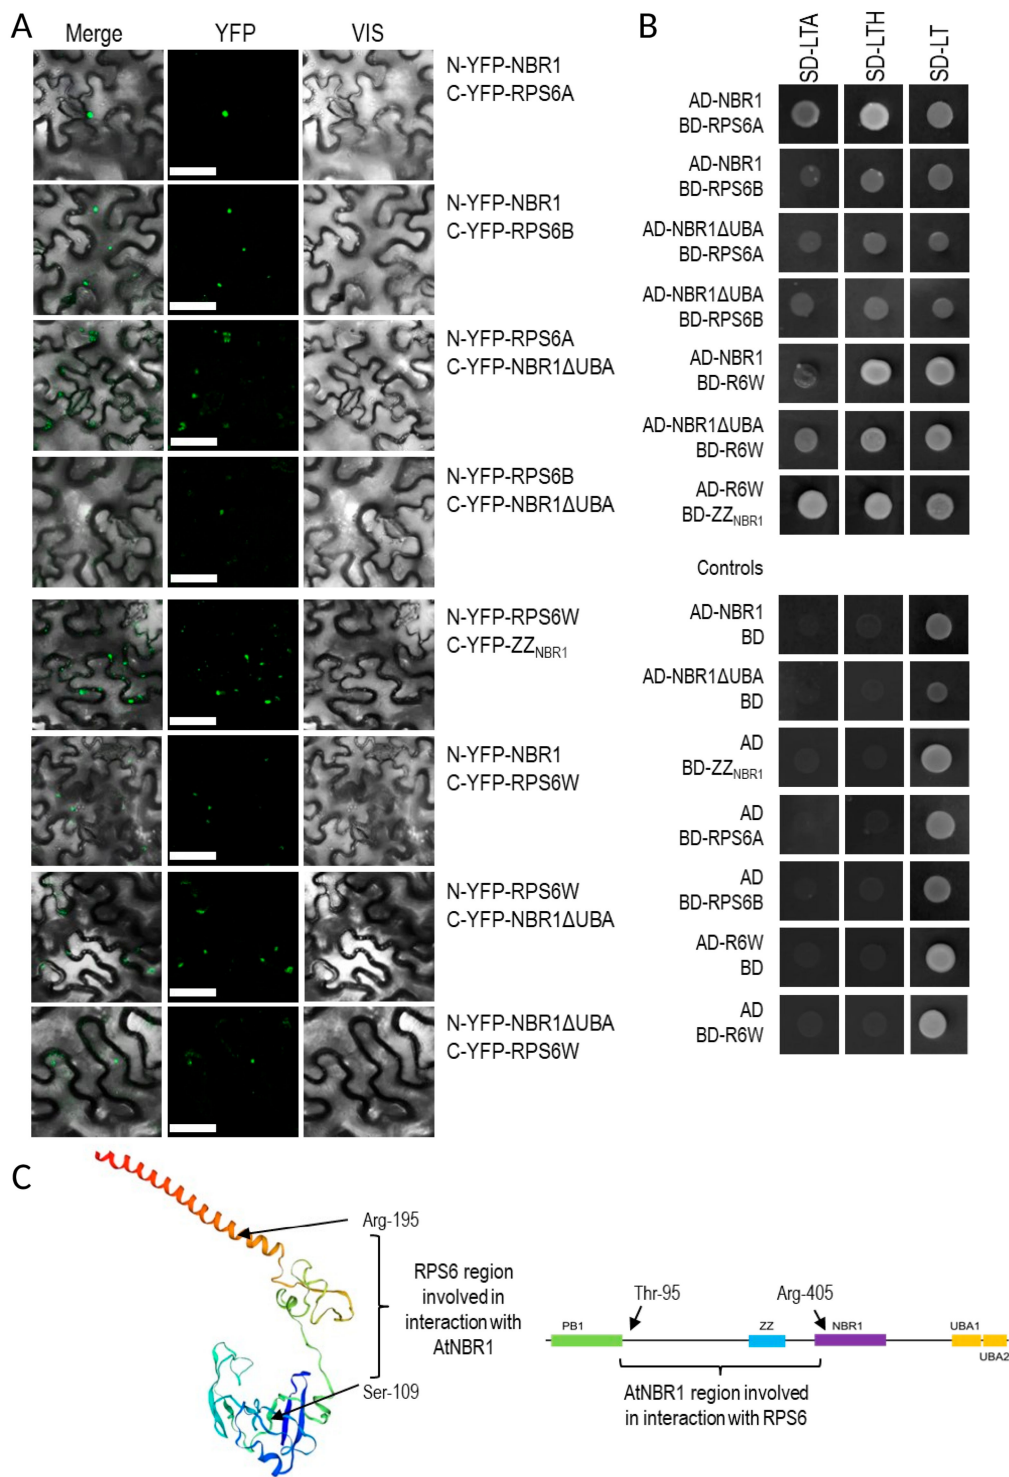 A
Merge
YFP
VIS
N-YFP-NBR1
C-YFP-RPS6A
N-YFP-NBR1
C-YFP-RPS6B
N-YFP-RPS6A
C-YFP-NBR1ΔUBA
N-YFP-RPS6B
C-YFP-NBR1ΔUBA
N-YFP-RPS6W
C-YFP-ZZNBR1
N-YFP-NBR1
C-YFP-RPS6W
N-YFP-RPS6W
C-YFP-NBR1ΔUBA
N-YFP-NBR1ΔUBA
C-YFP-RPS6W
B
SD-LTA
SD-LTH
SD-LT
AD-NBR1
BD-RPS6A
AD-NBR1
BD-RPS6B
AD-NBR1ΔUBA
BD-RPS6A
AD-NBR1ΔUBA
BD-RPS6B
AD-NBR1
BD-R6W
AD-NBR1ΔUBA
BD-R6W
AD-R6W
BD-ZZNBR1
Controls
AD-NBR1
BD
AD-NBR1ΔUBA
BD
AD
BD-ZZNBR1
AD
BD-RPS6A
AD
BD-RPS6B
AD-R6W
BD
AD
BD-R6W
C
Arg-195
RPS6 region
involved in
interaction with
AtNBR1
Ser-109
Thr-95
Arg-405
PB1
ZZ
NBR1
UBA1
UBA2
AtNBR1 region involved
in interaction with RPS6